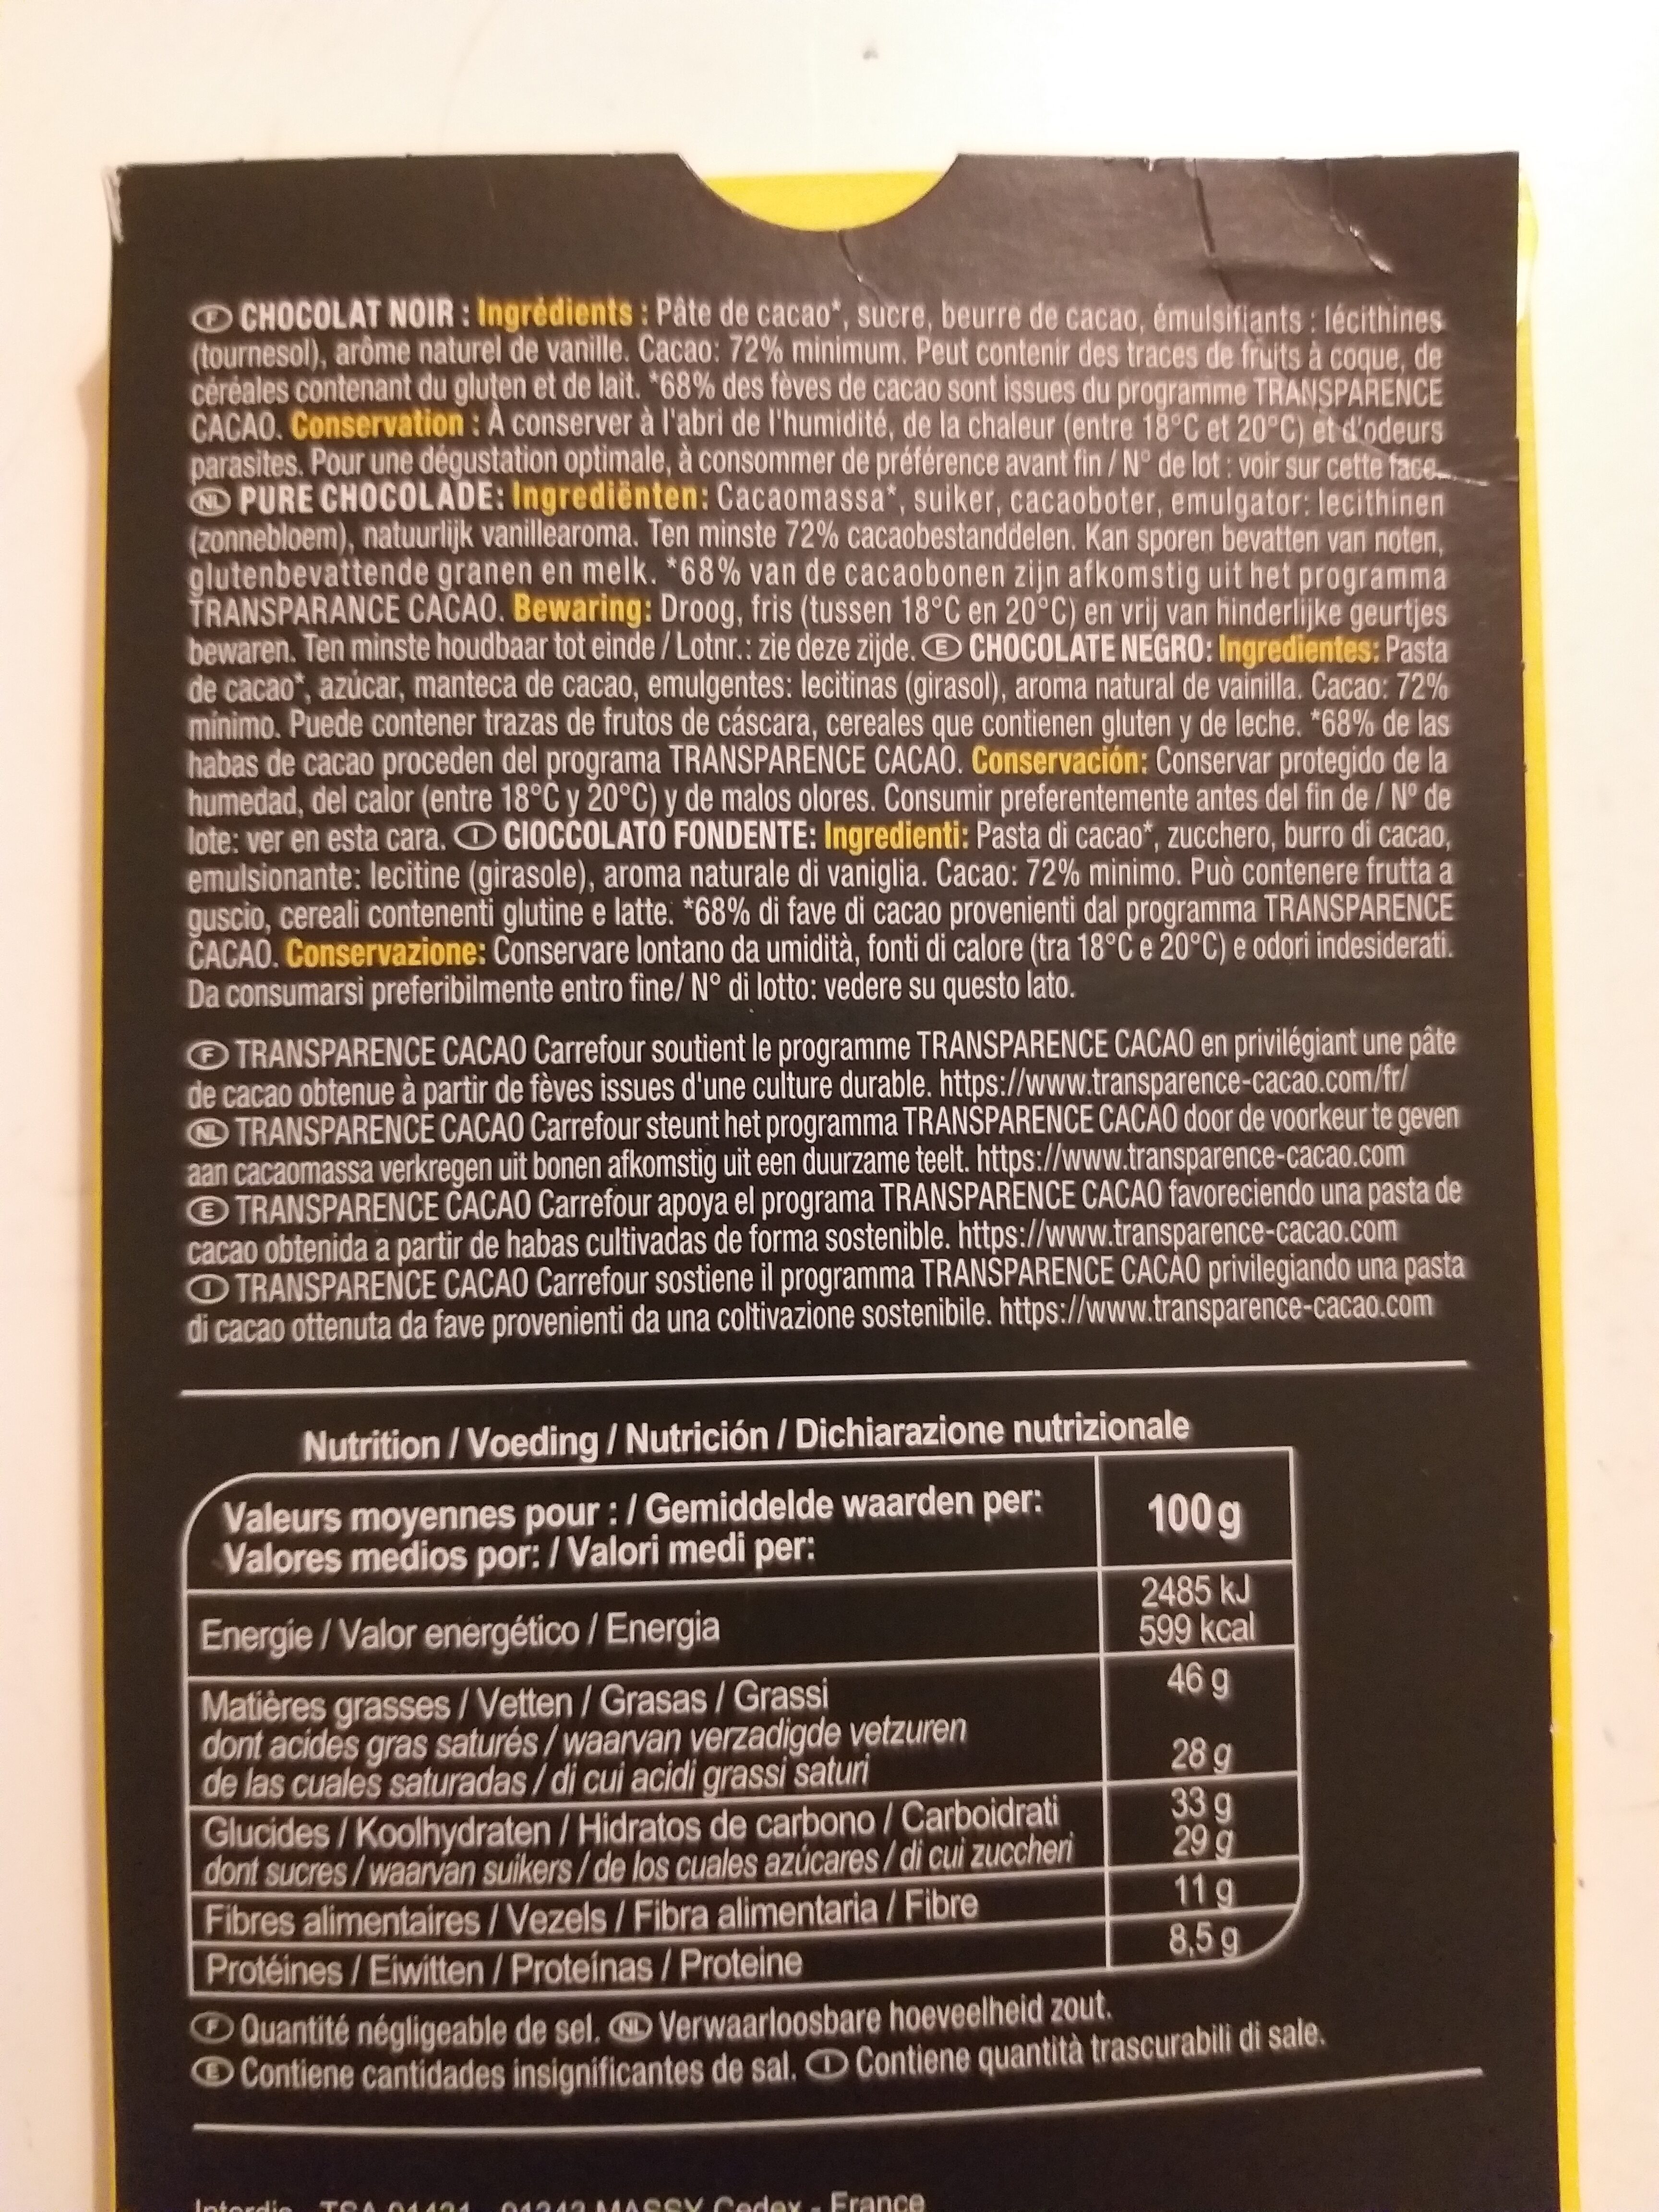 F CHOCOLAT NOIR : Ingrédients : Pâte de cacao*, sucre, beurre de cacao, émulsifiants : lécithines
(tournesol), arôme naturel de vanille. Cacao: 72% minimum. Peut contenir des traces de fruits à coque, de
céréales contenant du gluten et de lait. *68% des fèves de cacao sont issues du programme TRANSPARENCE
CACAO. Conservation : À conserver à l'abri de l'humidité, de la chaleur (entre 18°C et 20°C) et d'odeurs
parasites. Pour une dégustation optimale, à consommer de préférence avant fin / N° de lot : voir sur cette face.
NL PURE CHOCOLADE: Ingrediënten: Cacaomassa*, suiker, cacaoboter, emulgator: lecithinen
(zonnebloem), natuurlijk vanillearoma. Ten minste 72% cacaobestanddelen. Kan sporen bevatten van noten,
glutenbevattende granen en melk. *68% van de cacaobonen zijn afkomstig uit het programma
TRANSPARANCE CACAO. Bewaring: Droog, fris (tussen 18°C en 20°C) en vrij van hinderlijke geurtjes
bewaren. Ten minste houdbaar tot einde / Lotnr.: zie deze zijde. E CHOCOLATE NEGRO: Ingredientes: Pasta
de cacao*, azúcar, manteca de cacao, emulgentes: lecitinas (girasol), aroma natural de vainilla. Cacao: 72%
mínimo. Puede contener trazas de frutos de cáscara, cereales que contienen gluten y de leche. *68% de las
habas de cacao proceden del programa TRANSPARENCE CACAO. Conservación: Conservar protegido de la
humedad, del calor (entre 18°C y 20°C) y de malos olores. Consumir preferentemente antes del fin de / Nº de
lote: ver en esta cara. I CIOCCOLATO FONDENTE: Ingredienti: Pasta di cacao*, zucchero, burro di cacao,
emulsionante: lecitine (girasole), aroma naturale di vaniglia. Cacao: 72% minimo. Può contenere frutta a
guscio, cereali contenenti glutine e latte. *68% di fave di cacao provenienti dal programma TRANSPARENCE
CACAO. Conservazione: Conservare lontano da umidità, fonti di calore (tra 18°C e 20°C) e odori indesiderati.
Da consumarsi preferibilmente entro fine/ N° di lotto: vedere su questo lato.
F TRANSPARENCE CACAO Carrefour soutient le programme TRANSPARENCE CACAO en privilégiant une pâte
de cacao obtenue à partir de fèves issues d'une culture durable. https://www.transparence-cacao.com/fr/
NL TRANSPARENCE CACAO Carrefour steunt het programma TRANSPARENCE CACAO door de voorkeur te geven
aan cacaomassa verkregen uit bonen afkomstig uit een duurzame teelt. https://www.transparence-cacao.com
E TRANSPARENCE CACAO Carrefour apoya el programa TRANSPARENCE CACAO favoreciendo una pasta de
cacao obtenida a partir de habas cultivadas de forma sostenible. https://www.transparence-cacao.com
I TRANSPARENCE CACAO Carrefour sostiene il programma TRANSPARENCE CACAO privilegiando una pasta
di cacao ottenuta da fave provenienti da una coltivazione sostenibile. https://www.transparence-cacao.com
Nutrition / Voeding / Nutrición / Dichiarazione nutrizionale
Valeurs moyennes pour : / Gemiddelde waarden per:
Valores medios por: / Valori medi per:
100 g
Energie / Valor energético / Energia
2485 kJ
599 kcal
Matières grasses / Vetten / Grasas / Grassi
46 g
dont acides gras saturés / waarvan verzadigde vetzuren
de las cuales saturadas / di cui acidi grassi saturi
28 g
Glucides / Koolhydraten / Hidratos de carbono / Carboidrati
33 g
dont sucres / waarvan suikers / de los cuales azúcares / di cui zuccheri
29 g
Fibres alimentaires / Vezels / Fibra alimentaria / Fibre
11 g
Protéines / Eiwitten / Proteínas / Proteine
8,5 g
F Quantité négligeable de sel. NL Verwaarloosbare hoeveelheid zout.
E Contiene cantidades insignificantes de sal. I Contiene quantità trascurabili di sale.
Interdis TSA 91431 91343 MASSY Cedex - France